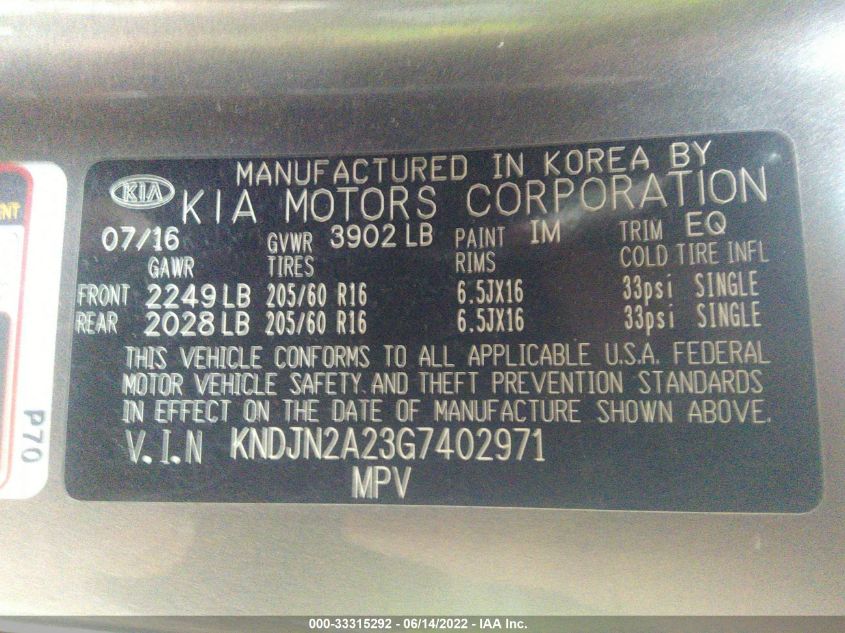 MANUFACTURED IN KOREA BY
KIA KIA MOTORS CORPORATION
07/16 GVWR 3902 LB PAINT IM TRIM EQ
GAWR TIRES RIMS COLD TIRE INFL
FRONT 2249 LB 205/60 R16 6.5JX16 33psi SINGLE
REAR 2028 LB 205/60 R16 6.5JX16 33psi SINGLE
THIS VEHICLE CONFORMS TO ALL APPLICABLE U.S.A. FEDERAL
MOTOR VEHICLE SAFETY AND THEFT PREVENTION STANDARDS
IN EFFECT ON THE DATE OF MANUFACTURE SHOWN ABOVE.
V.I.N KNDJN2A23G7402971
MPV
P70
000-33315292 - 06/14/2022 - IAA Inc.